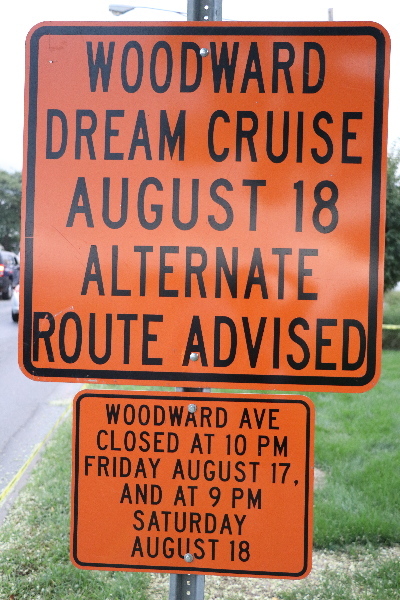 WOODWARD
DREAM CRUISE
AUGUST 18
ALTERNATE
ROUTE ADVISED
WOODWARD AVE
CLOSED AT 10 PM
FRIDAY AUGUST 17,
AND AT 9 PM
SATURDAY
AUGUST 18